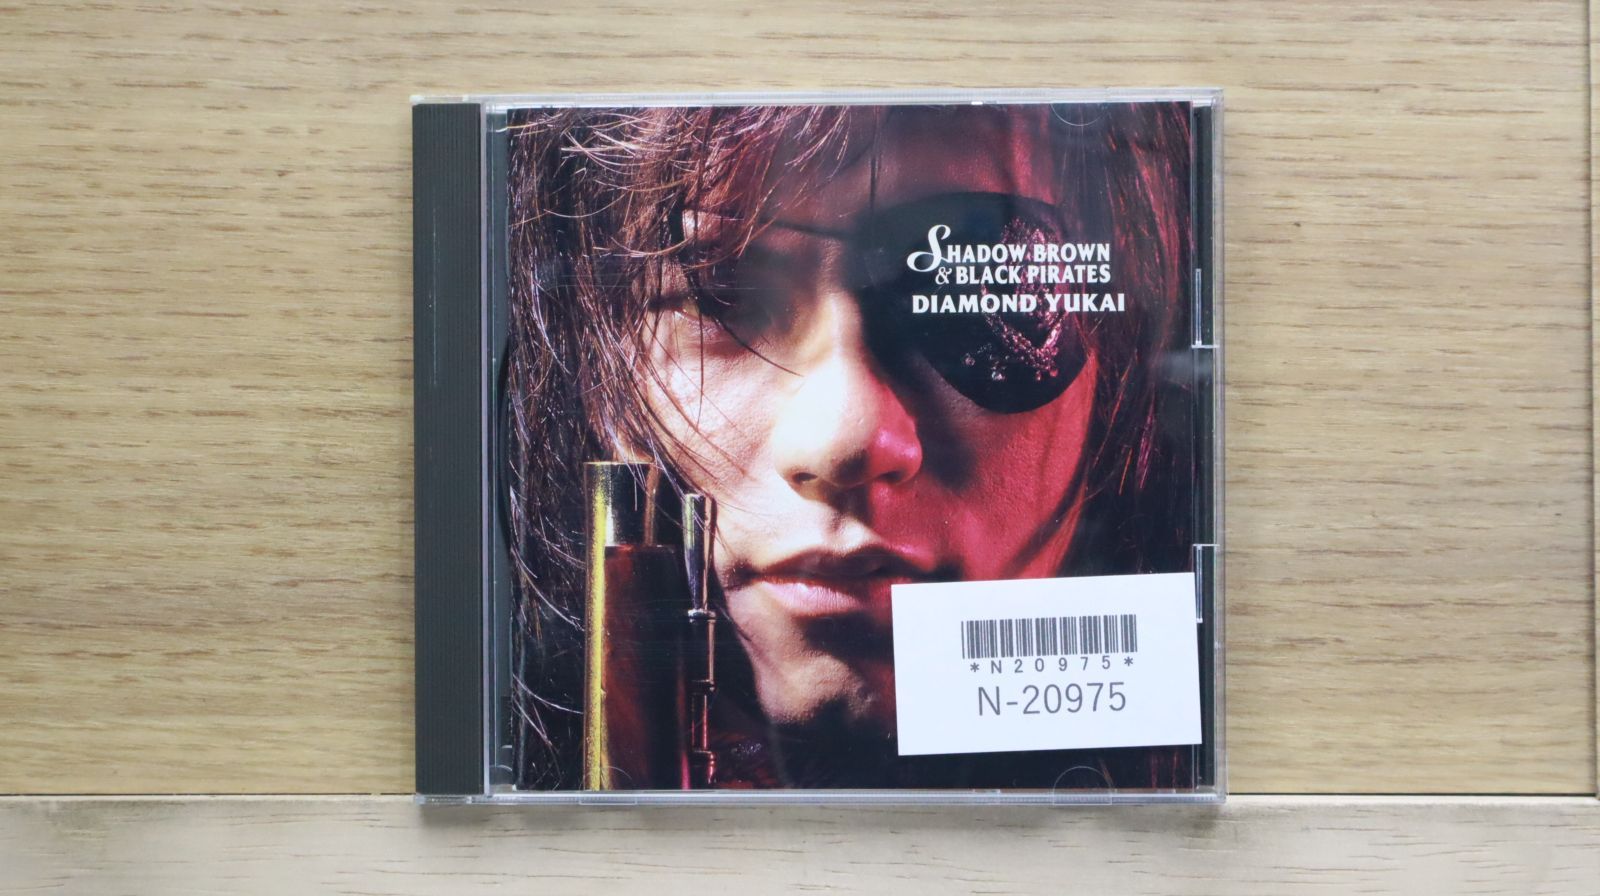 SHADOW BROWN
& BLACK PIRATES
DIAMOND YUKAI
*N20975*
N-20975